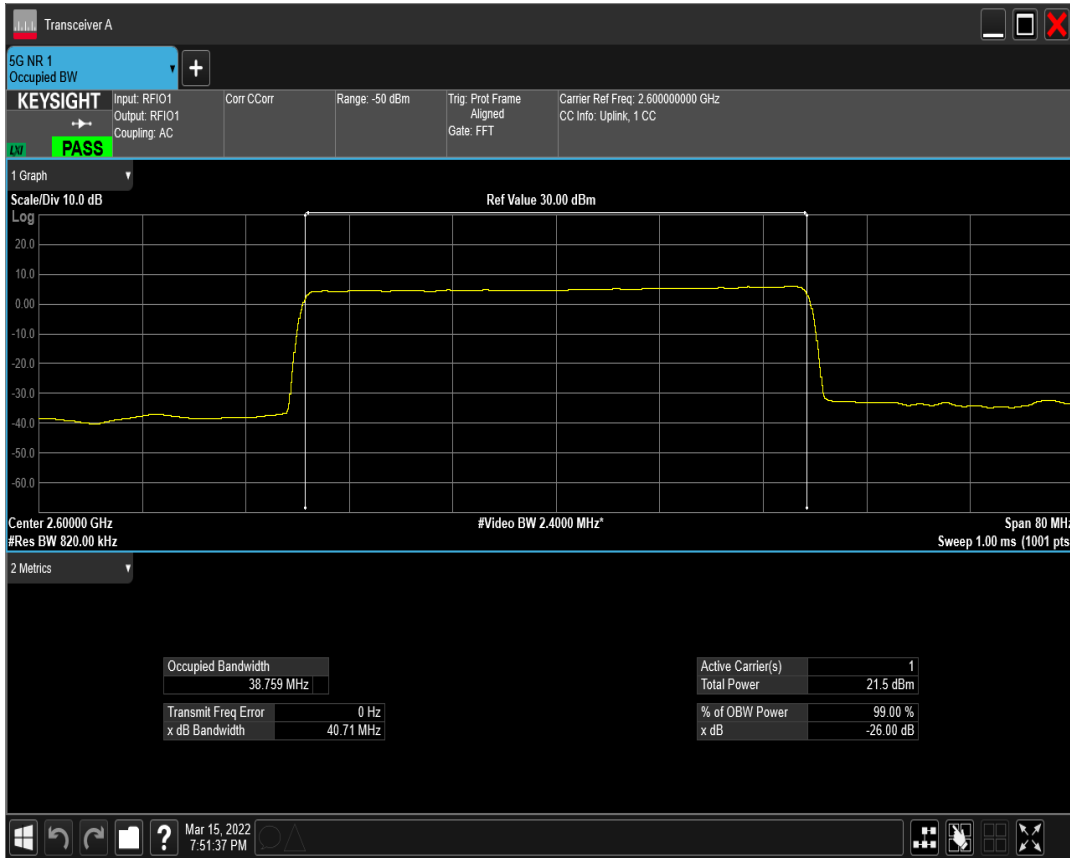 Transceiver A
5G NR 1
Occupied BW
KEYSIGHT
LXI
PASS
Input: RFIO1
Output: RFIO1
Coupling: AC
Corr CCorr
Range: -50 dBm
Trig: Prot Frame
Aligned
Gate: FFT
Carrier Ref Freq: 2.600000000 GHz
CC Info: Uplink, 1 CC
1 Graph
Scale/Div 10.0 dB
Ref Value 30.00 dBm
Log
20.0
10.0
0.00
-10.0
-20.0
-30.0
-40.0
-50.0
-60.0
Center 2.60000 GHz
#Video BW 2.4000 MHz*
Span 80 MHz
#Res BW 820.00 kHz
Sweep 1.00 ms (1001 pts
2 Metrics
Occupied Bandwidth
38.759 MHz
Transmit Freq Error 0 Hz
x dB Bandwidth 40.71 MHz
Active Carrier(s) 1
Total Power 21.5 dBm
% of OBW Power 99.00 %
x dB -26.00 dB
?
Mar 15, 2022
7:51:37 PM